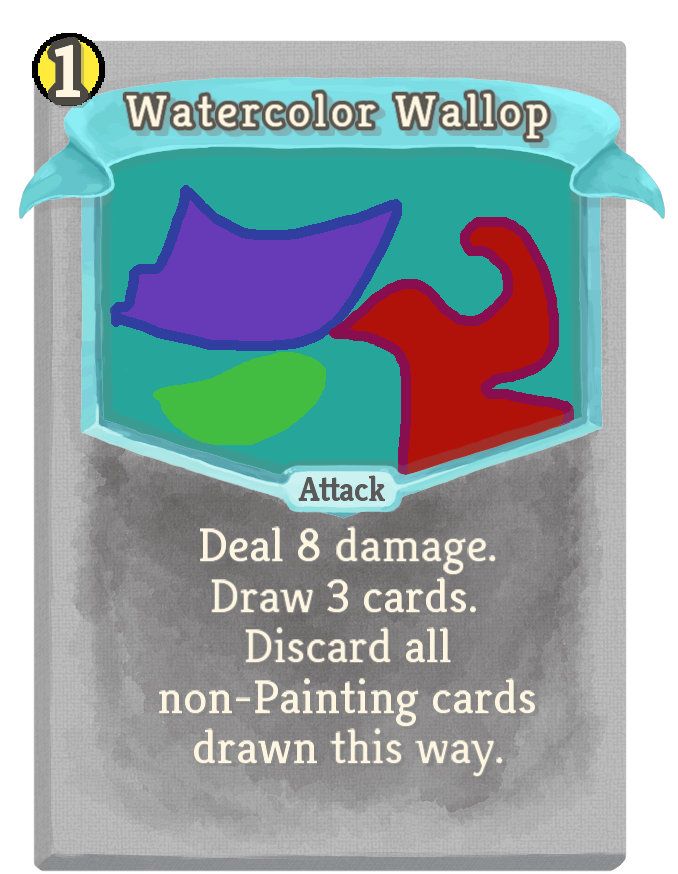 1
Watercolor Wallop
Attack
Deal 8 damage.
Draw 3 cards.
Discard all
non-Painting cards
drawn this way.